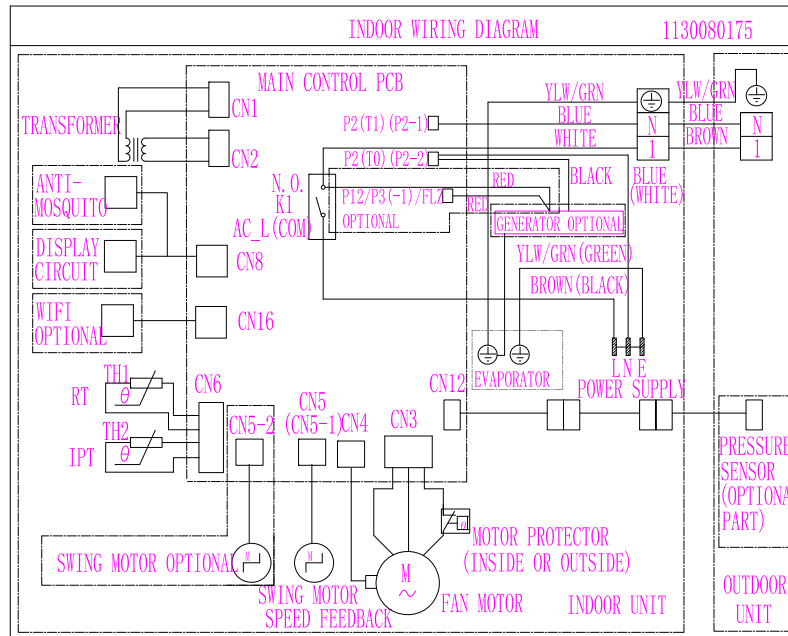 INDOOR WIRING DIAGRAM 1130080175
MAIN CONTROL PCB
TRANSFORMER
CN1
CN2
ANTI-
MOSQUITO
DISPLAY
CIRCUIT
CN8
WIFI
OPTIONAL
CN16
N.O.
K1
AC_L(COM)
P2(T1)(P2-1)
P2(T0)(P2-2)
P12/P3(-1)/FLZ
OPTIONAL
RED
RED
BLACK
YLW/GRN
BLUE
WHITE
N
1
YLW/GRN
BLUE
BROWN
N
1
BLUE
(WHITE)
GENERATOR OPTIONAL
YLW/GRN(GREEN)
BROWN(BLACK)
EVAPORATOR
L N E
POWER SUPPLY
TH1
θ
RT
TH2
θ
IPT
CN6
CN5-2
CN5
(CN5-1)
CN4
CN3
CN12
PRESSURE
SENSOR
(OPTIONA
PART)
SWING MOTOR OPTIONAL
M
M
SWING MOTOR
SPEED FEEDBACK
M
FAN MOTOR
θ
MOTOR PROTECTOR
(INSIDE OR OUTSIDE)
INDOOR UNIT
OUTDOOR
UNIT